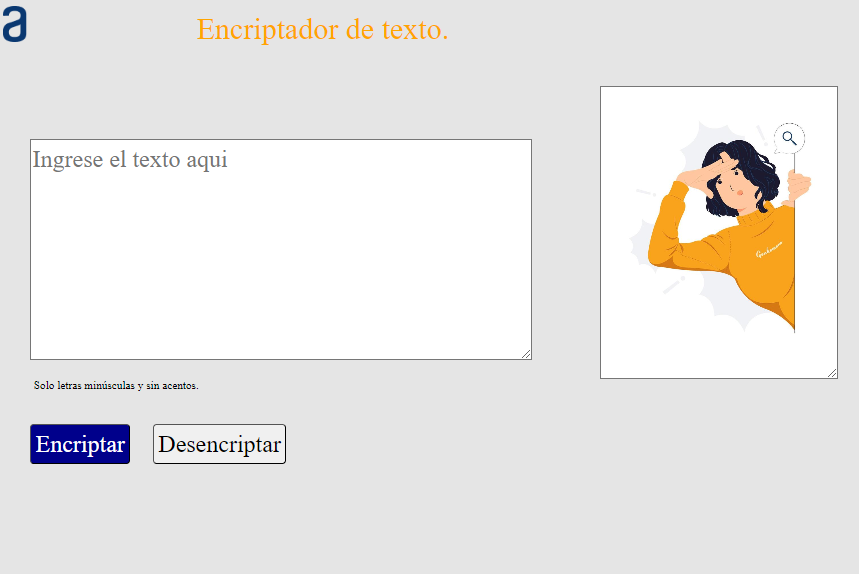 a
Encriptador de texto.
Ingrese el texto aqui
Solo letras minúsculas y sin acentos.
Encriptar
Desencriptar